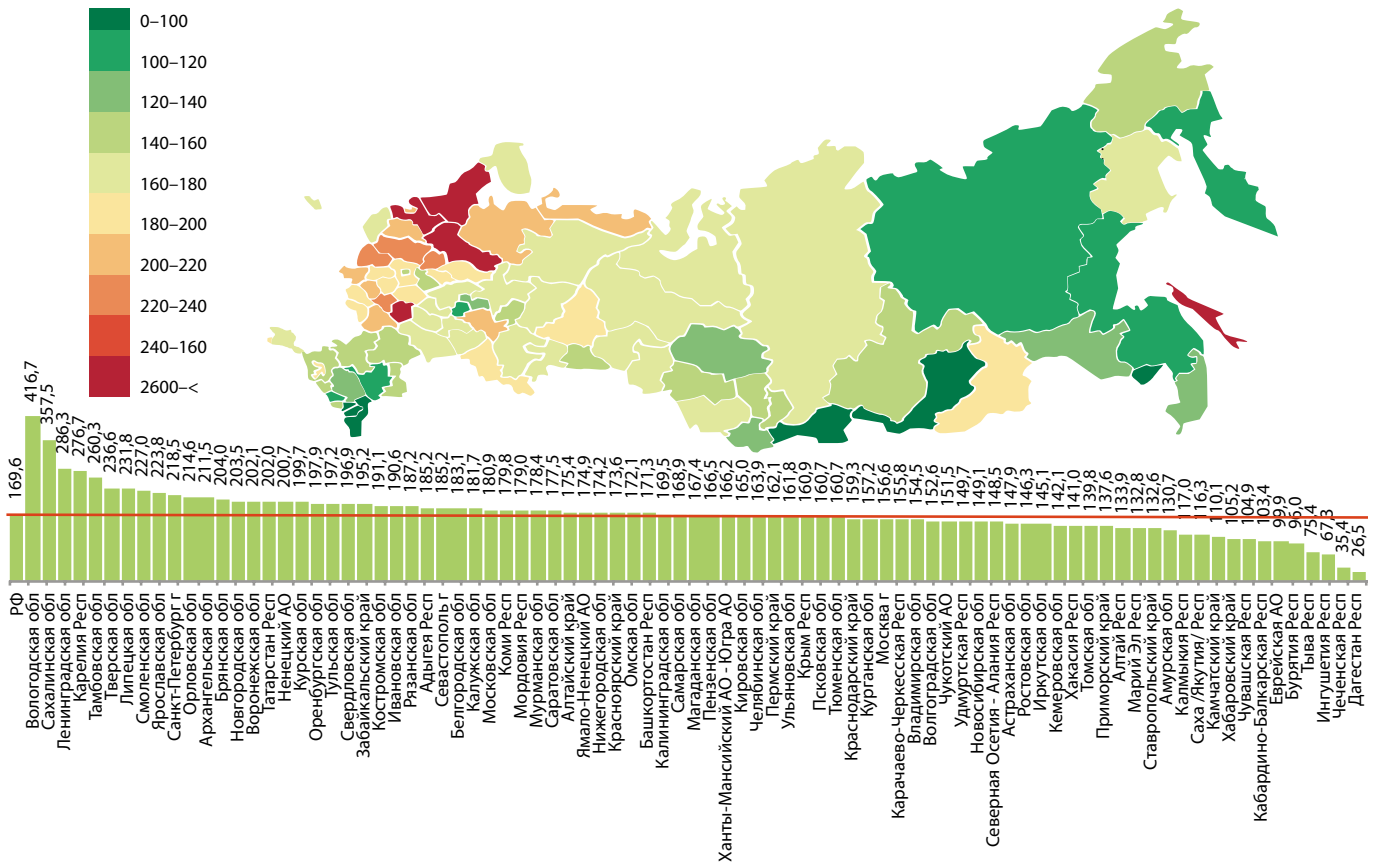 0–100
100–120
120–140
140–160
160–180
180–200
200–220
220–240
240–160
2600–<
169,6
416,7
357,5
286,3
276,7
260,3
236,6
231,8
227,0
223,8
218,5
214,6
211,5
204,0
203,5
202,1
202,0
200,7
199,7
197,9
197,2
196,9
195,2
191,1
190,6
187,2
185,2
185,2
183,1
181,7
180,9
179,8
179,0
178,4
177,5
175,4
174,9
174,2
173,6
172,1
171,3
169,5
168,9
167,4
166,5
166,2
165,0
163,9
162,1
161,8
160,9
160,7
160,7
159,3
157,2
156,6
155,8
154,5
152,6
151,5
149,7
149,1
148,5
147,9
146,3
145,1
142,1
141,0
139,8
137,6
133,9
132,8
132,6
130,7
117,0
116,3
110,1
105,2
104,9
103,4
99,9
96,0
75,4
67,3
35,4
26,5
РФ
Вологодская обл
Сахалинская обл
Ленинградская обл
Карелия Респ
Тамбовская обл
Тверская обл
Липецкая обл
Смоленская обл
Ярославская обл
Санкт-Петербург г
Орловская обл
Архангельская обл
Брянская обл
Новгородская обл
Воронежская обл
Татарстан Респ
Ненецкий АО
Курская обл
Оренбургская обл
Тульская обл
Свердловская обл
Забайкальский край
Костромская обл
Ивановская обл
Рязанская обл
Адыгея Респ
Севастополь г
Белгородская обл
Калужская обл
Московская обл
Коми Респ
Мордовия Респ
Мурманская обл
Саратовская обл
Алтайский край
Ямало-Ненецкий АО
Нижегородская обл
Красноярский край
Омская обл
Башкортостан Респ
Калининградская обл
Самарская обл
Магаданская обл
Пензенская обл
Ханты-Мансийский АО - Югра АО
Кировская обл
Челябинская обл
Пермский край
Ульяновская обл
Крым Респ
Псковская обл
Тюменская обл
Краснодарский край
Курганская обл
Москва г
Карачаево-Черкесская Респ
Владимирская обл
Волгоградская обл
Чукотский АО
Удмуртская Респ
Новосибирская обл
Северная Осетия - Алания Респ
Астраханская обл
Ростовская обл
Иркутская обл
Кемеровская обл
Хакасия Респ
Томская обл
Приморский край
Алтай Респ
Марий Эл Респ
Ставропольский край
Амурская обл
Калмыкия Респ
Саха /Якутия/ Респ
Камчатский край
Хабаровский край
Чувашская Респ
Кабардино-Балкарская Респ
Еврейская АО
Бурятия Респ
Тыва Респ
Ингушетия Респ
Чеченская Респ
Дагестан Респ